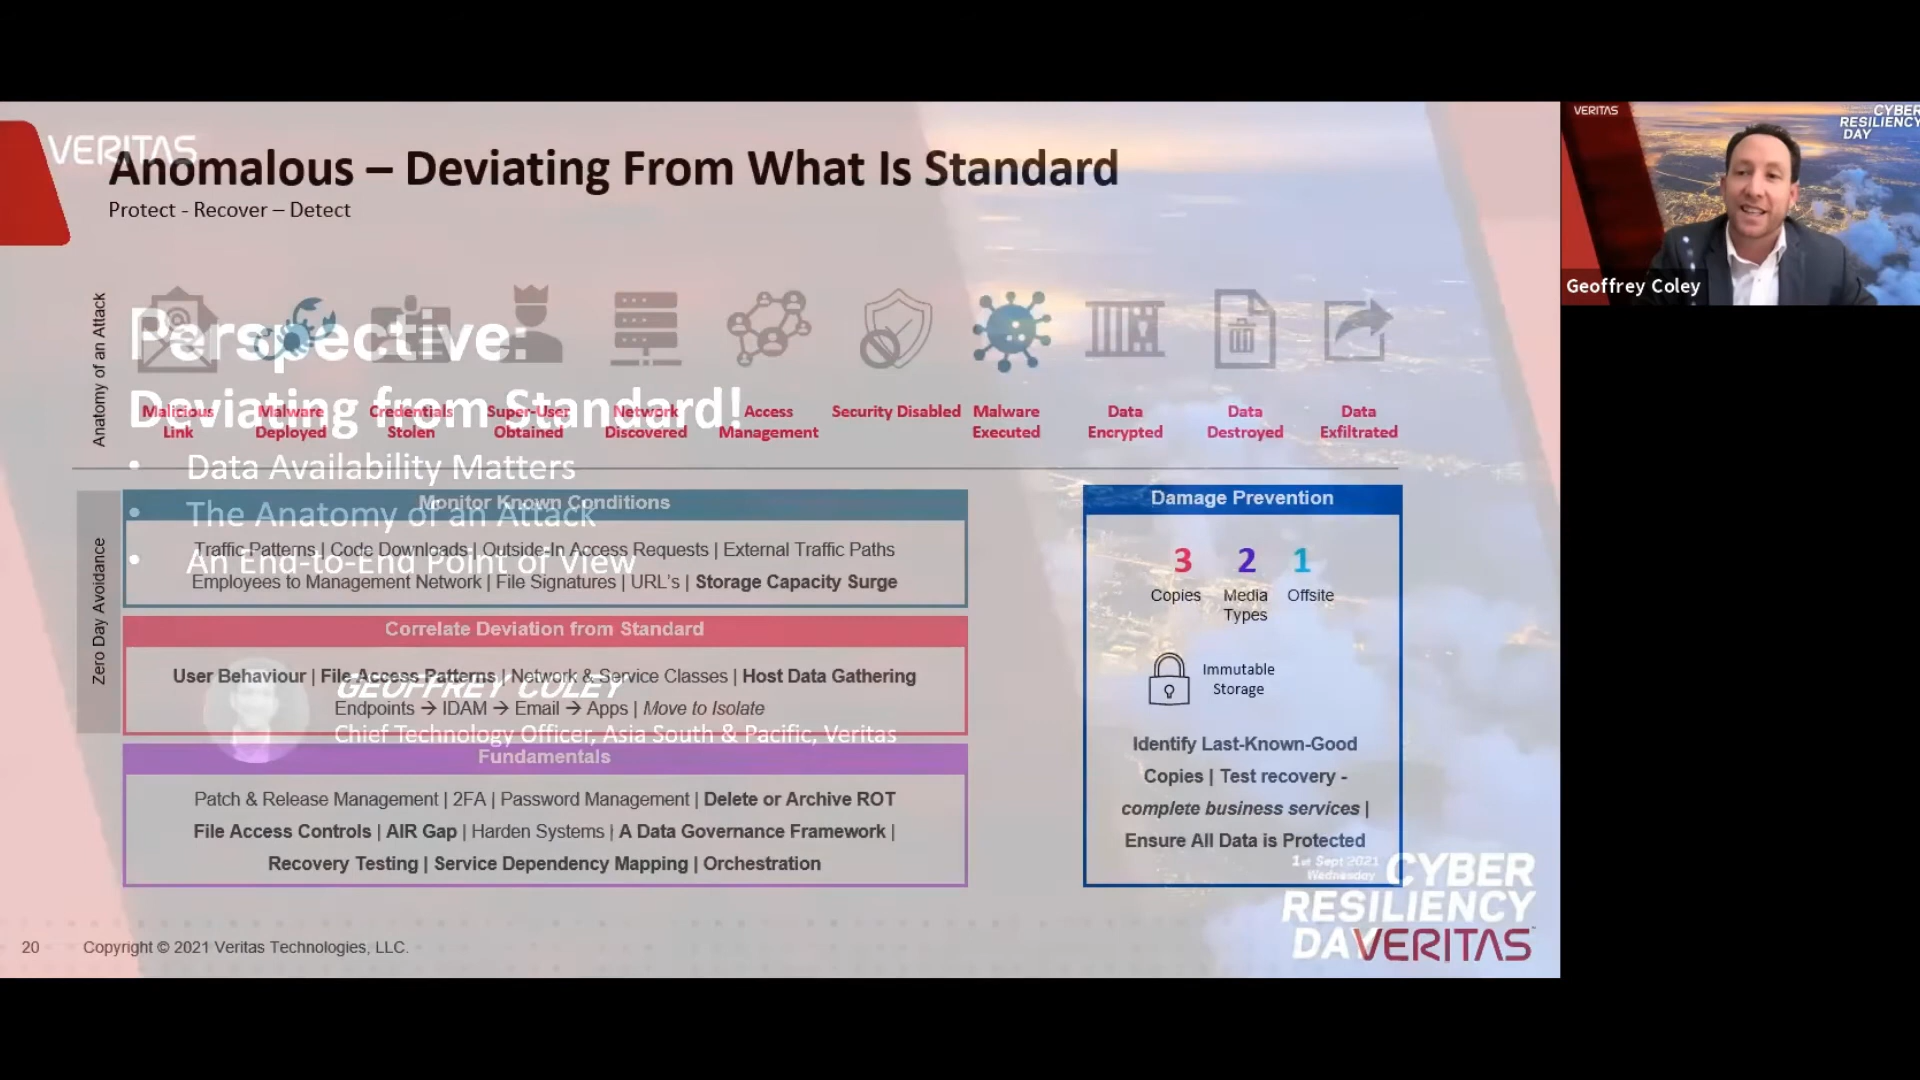 VERITAS
Anomalous – Deviating From What Is Standard
Protect - Recover – Detect
Anatomy of an Attack
Malicious Link
Malware Deployed
Credentials Stolen
Super-User Obtained
Network Discovered
Access Management
Security Disabled
Malware Executed
Data Encrypted
Data Destroyed
Data Exfiltrated
Perspective:
Deviating from Standard!
• Data Availability Matters
• The Anatomy of an Attack
• An End-to-End Point of View
GEOFFREY COLEY
Chief Technology Officer, Asia South & Pacific, Veritas
Zero Day Avoidance
Monitor Known Conditions
Traffic Patterns | Code Downloads | Outside-In Access Requests | External Traffic Paths
Employees to Management Network | File Signatures | URL's | Storage Capacity Surge
Correlate Deviation from Standard
User Behaviour | File Access Patterns | Network & Service Classes | Host Data Gathering
Endpoints → IDAM → Email → Apps | Move to Isolate
Fundamentals
Patch & Release Management | 2FA | Password Management | Delete or Archive ROT
File Access Controls | AIR Gap | Harden Systems | A Data Governance Framework |
Recovery Testing | Service Dependency Mapping | Orchestration
Damage Prevention
3 2 1
Copies Media Types Offsite
Immutable
Storage
Identify Last-Known-Good
Copies | Test recovery -
complete business services |
Ensure All Data is Protected
1st Sept 2021
Wednesday
CYBER
RESILIENCY
DAY
VERITAS
20 Copyright © 2021 Veritas Technologies, LLC.
VERITAS
CYBER
RESILIENCY
DAY
Geoffrey Coley